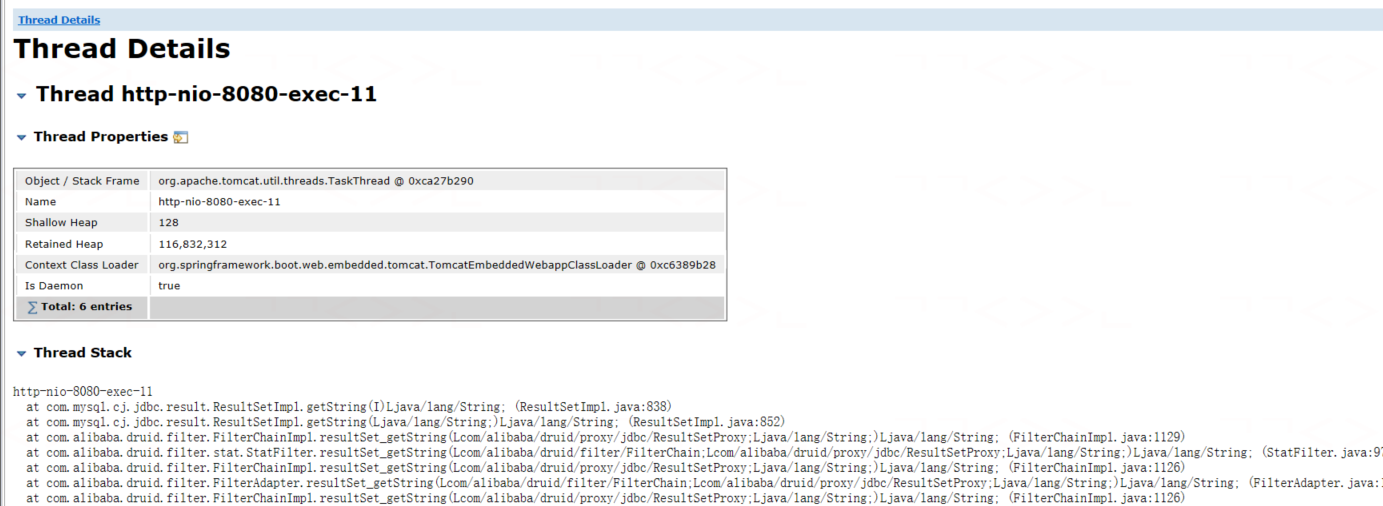 Thread Details
Thread Details
Thread http-nio-8080-exec-11
Thread Properties
Object / Stack Frame org.apache.tomcat.util.threads.TaskThread @ 0xca27b290
Name http-nio-8080-exec-11
Shallow Heap 128
Retained Heap 116,832,312
Context Class Loader org.springframework.boot.web.embedded.tomcat.TomcatEmbeddedWebappClassLoader @ 0xc6389b28
Is Daemon true
∑ Total: 6 entries
Thread Stack
http-nio-8080-exec-11
at com.mysql.cj.jdbc.result.ResultSetImpl.getString(I)Ljava/lang/String; (ResultSetImpl.java:838)
at com.mysql.cj.jdbc.result.ResultSetImpl.getString(Ljava/lang/String;)Ljava/lang/String; (ResultSetImpl.java:852)
at com.alibaba.druid.filter.FilterChainImpl.resultSet_getString(Lcom/alibaba/druid/proxy/jdbc/ResultSetProxy;Ljava/lang/String;)Ljava/lang/String; (FilterChainImpl.java:1129)
at com.alibaba.druid.filter.stat.StatFilter.resultSet_getString(Lcom/alibaba/druid/filter/FilterChain;Lcom/alibaba/druid/proxy/jdbc/ResultSetProxy;Ljava/lang/String;)Ljava/lang/String; (StatFilter.java:9
at com.alibaba.druid.filter.FilterChainImpl.resultSet_getString(Lcom/alibaba/druid/proxy/jdbc/ResultSetProxy;Ljava/lang/String;)Ljava/lang/String; (FilterChainImpl.java:1126)
at com.alibaba.druid.filter.FilterAdapter.resultSet_getString(Lcom/alibaba/druid/filter/FilterChain;Lcom/alibaba/druid/proxy/jdbc/ResultSetProxy;Ljava/lang/String;)Ljava/lang/String; (FilterAdapter.java:
at com.alibaba.druid.filter.FilterChainImpl.resultSet_getString(Lcom/alibaba/druid/proxy/jdbc/ResultSetProxy;Ljava/lang/String;)Ljava/lang/String; (FilterChainImpl.java:1126)